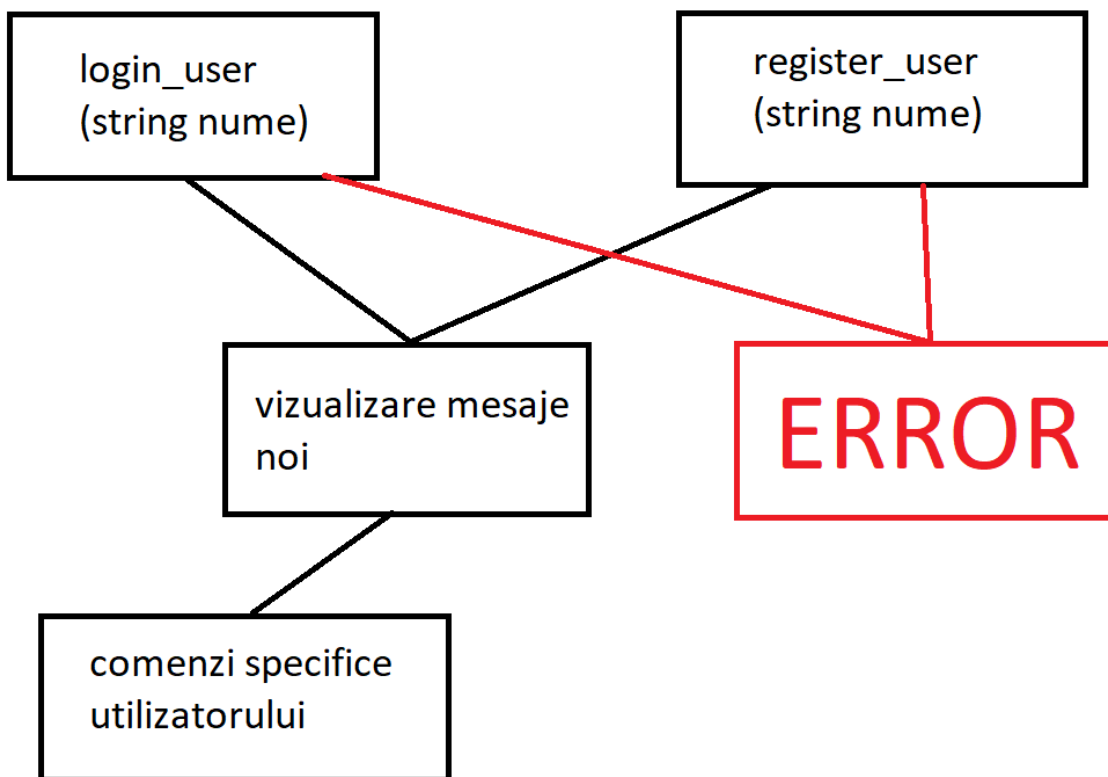 login_user
(string nume)
register_user
(string nume)
vizualizare mesaje
noi
ERROR
comenzi specifice
utilizatorului